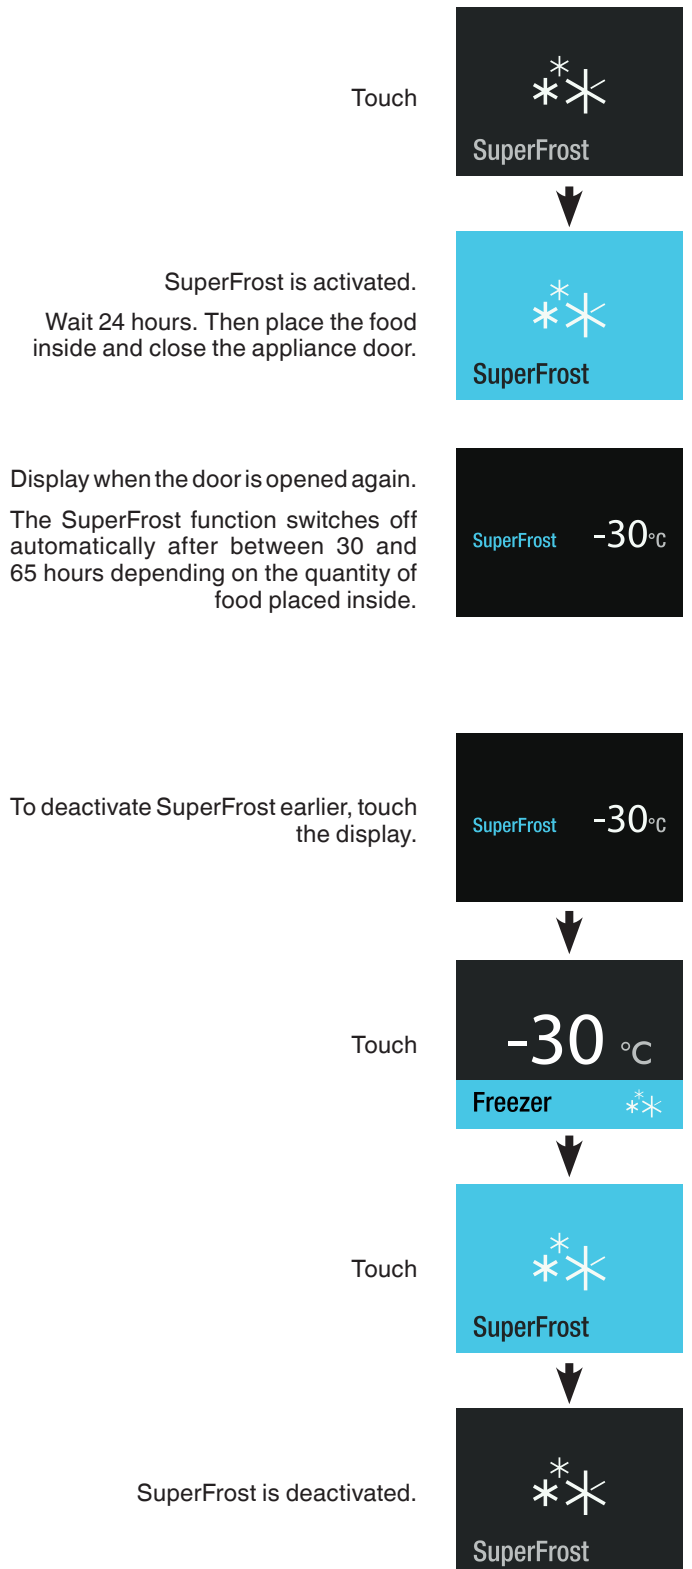 Touch
SuperFrost
SuperFrost is activated.
Wait 24 hours. Then place the food
inside and close the appliance door.
SuperFrost
Display when the door is opened again.
The SuperFrost function switches off
automatically after between 30 and
65 hours depending on the quantity of
food placed inside.
SuperFrost -30°C
To deactivate SuperFrost earlier, touch
the display.
SuperFrost -30°C
Touch
-30 °C
Freezer
Touch
SuperFrost
SuperFrost is deactivated.
SuperFrost